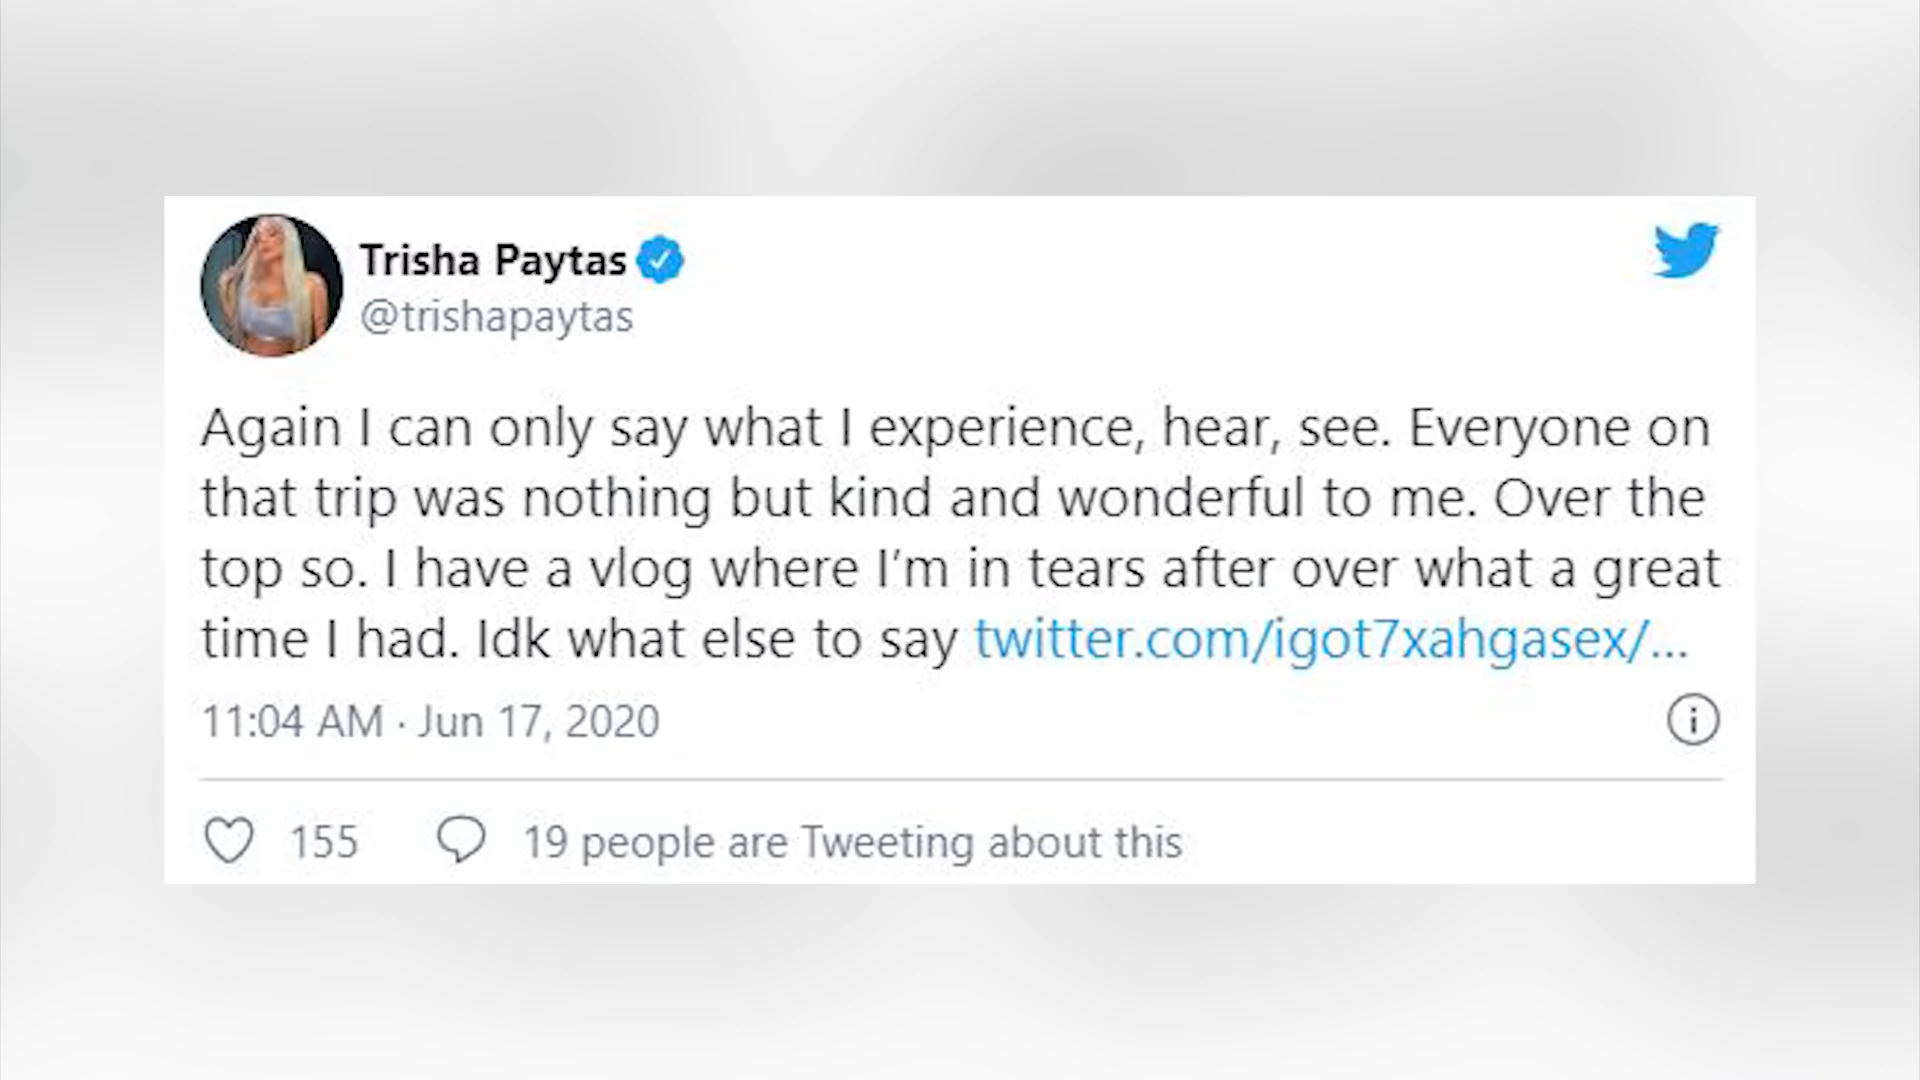 Trisha Paytas
@trishapaytas
Again I can only say what I experience, hear, see. Everyone on
that trip was nothing but kind and wonderful to me. Over the
top so. I have a vlog where I’m in tears after over what a great
time I had. Idk what else to say twitter.com/igot7xahgasex/...
11:04 AM · Jun 17, 2020
155 19 people are Tweeting about this